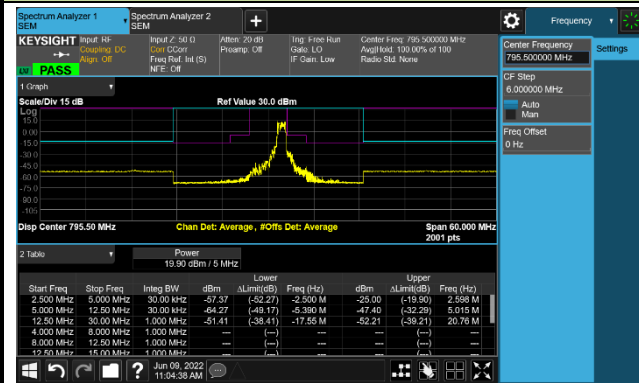 Spectrum Analyzer 1
SEM
Spectrum Analyzer 2
SEM
+
Frequency
KEYSIGHT
Input: RF
Coupling: DC
Align: Off
Input Z: 50 Ω
Corr CCorr
Freq Ref: Int (S)
NFE: Off
Atten: 20 dB
Preamp: Off
Trig: Free Run
Gate: LO
IF Gain: Low
Center Freq: 795.500000 MHz
Avg|Hold: 100.00% of 100
Radio Std: None
PASS
Center Frequency
795.500000 MHz
Settings
CF Step
6.000000 MHz
Auto
Man
Freq Offset
0 Hz
1 Graph
Scale/Div 15 dB
Ref Value 30.0 dBm
Log
15.0
0.00
-15.0
-30.0
-45.0
-60.0
-75.0
-90.0
-105
Disp Center 795.50 MHz
Chan Det: Average, #Offs Det: Average
Span 60.000 MHz
2001 pts
2 Table
Power
19.90 dBm / 5 MHz
Lower Upper
Start Freq Stop Freq Integ BW dBm ΔLimit(dB) Freq (Hz) dBm ΔLimit(dB) Freq (Hz)
2.500 MHz 5.000 MHz 30.00 kHz -57.37 (-52.27) -2.500 M -25.00 (-19.90) 2.598 M
5.000 MHz 12.50 MHz 30.00 kHz -64.27 (-49.17) -5.390 M -47.40 (-32.29) 5.015 M
12.50 MHz 30.00 MHz 1.000 MHz -51.41 (-38.41) -17.55 M -52.21 (-39.21) 20.76 M
4.000 MHz 8.000 MHz 1.000 MHz --- (---) --- --- (---) ---
8.000 MHz 12.50 MHz 1.000 MHz --- (---) --- --- (---) ---
12.50 MHz 15.00 MHz 1.000 MHz --- (---) --- --- (---) ---
?
Jun 09, 2022
11:04:38 AM